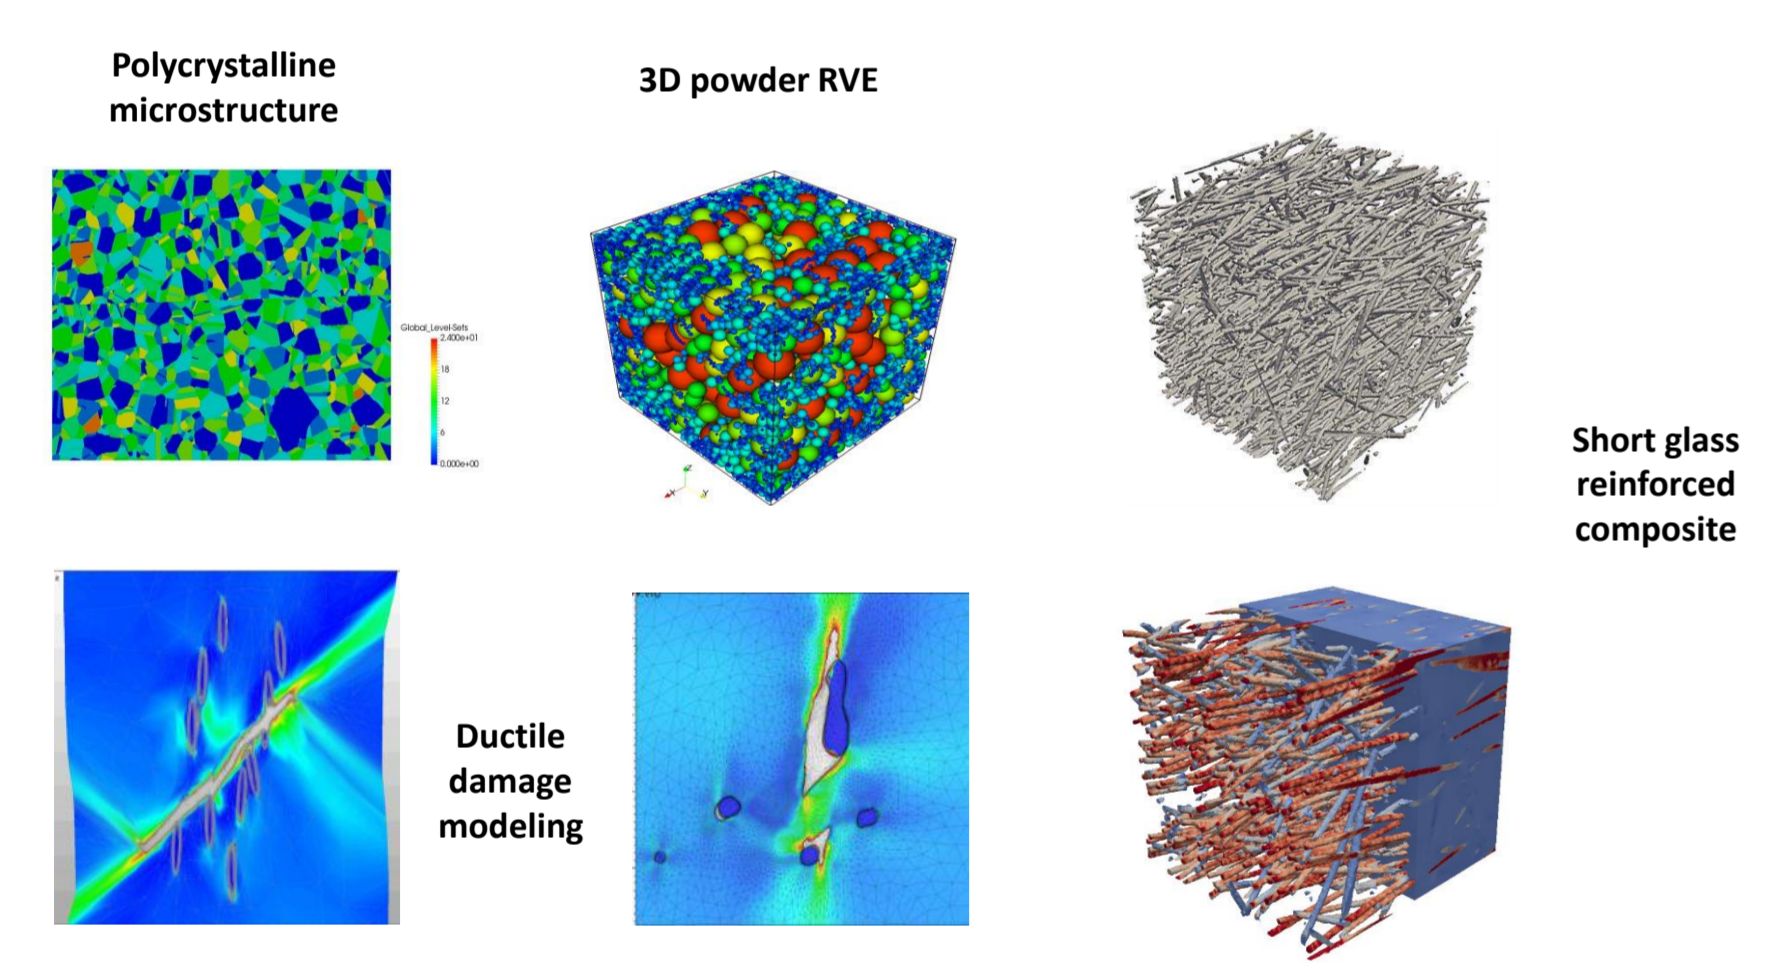 Polycrystalline
microstructure
3D powder RVE
Global_Level-Sets
2.400e+01
18
12
6
0.000e+00
Z
X
Y
Short glass
reinforced
composite
Ductile
damage
modeling